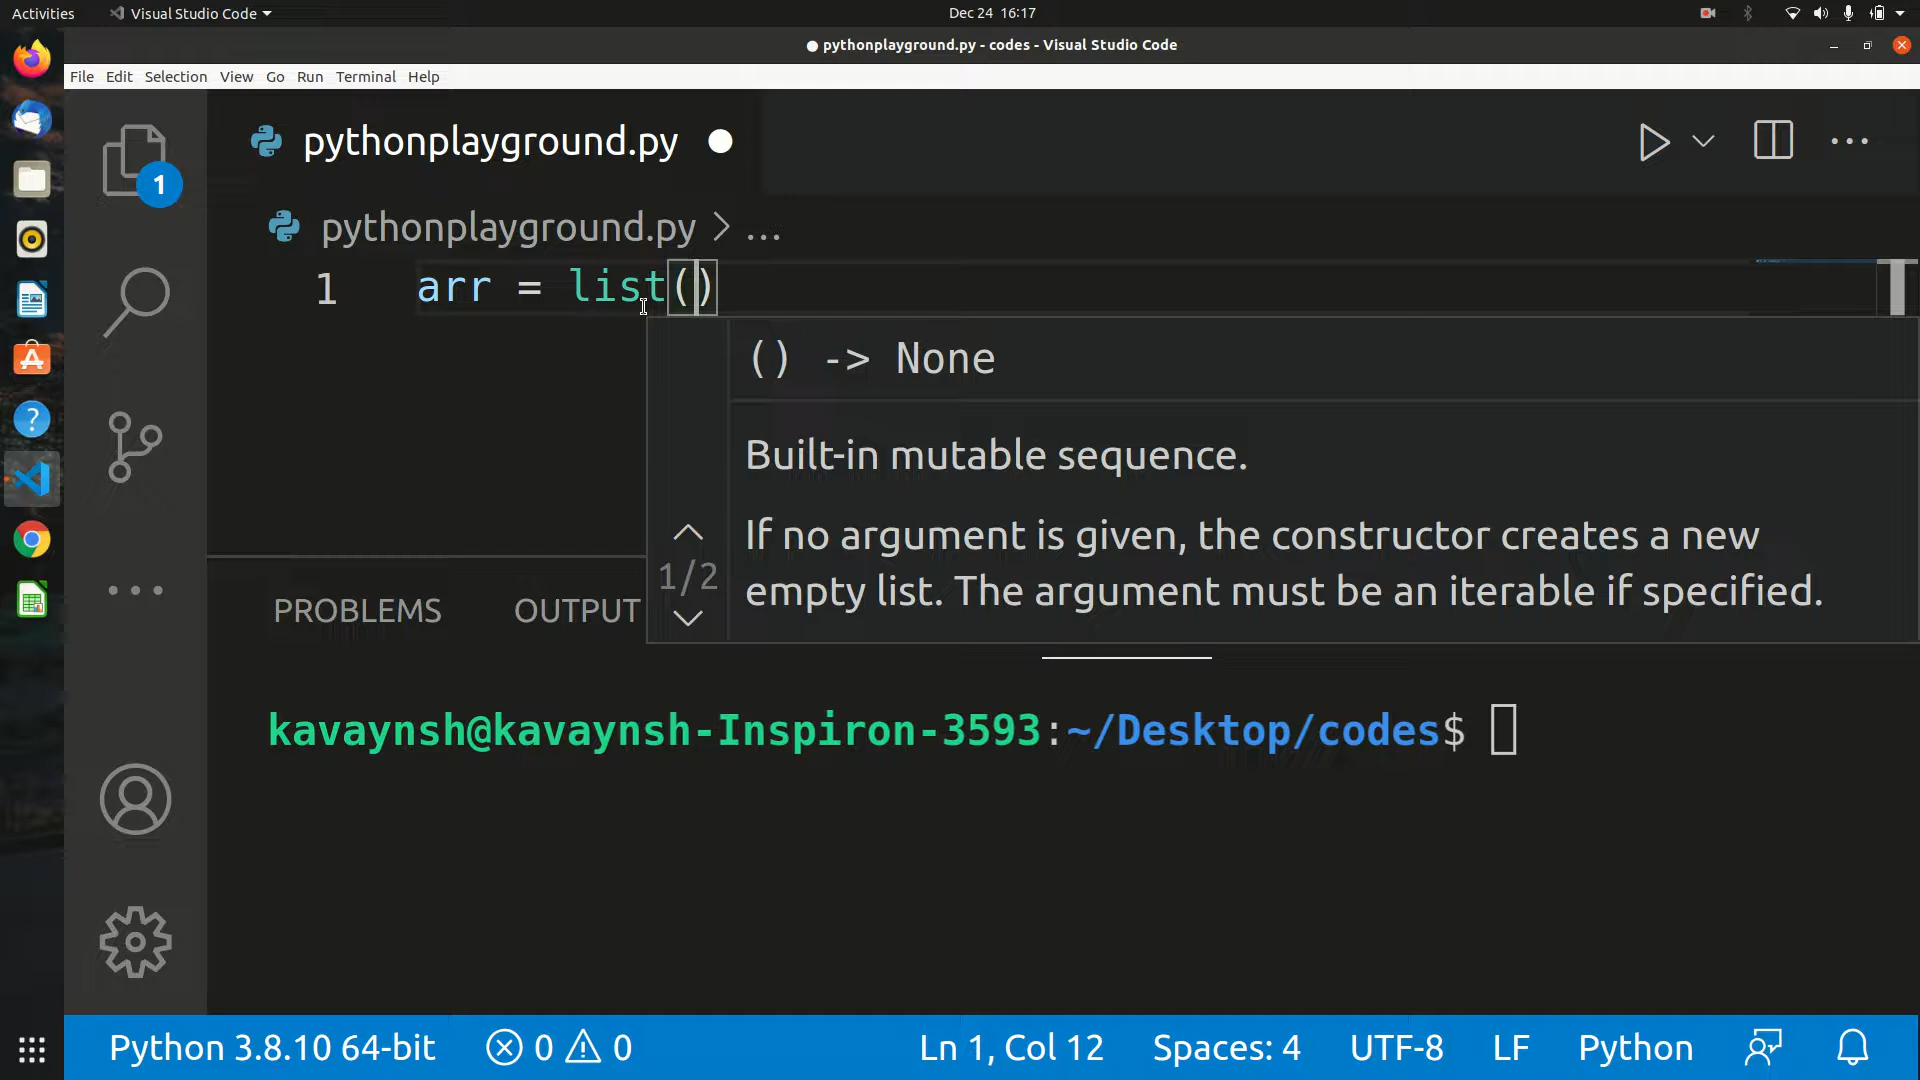 Activities
Visual Studio Code
Dec 24 16:17
pythonplayground.py - codes - Visual Studio Code
File Edit Selection View Go Run Terminal Help
1
pythonplayground.py
pythonplayground.py > ...
1 arr = list()
() -> None
Built-in mutable sequence.
If no argument is given, the constructor creates a new
empty list. The argument must be an iterable if specified.
1/2
PROBLEMS OUTPUT
kavaynsh@kavaynsh-Inspiron-3593:~/Desktop/codes$
Python 3.8.10 64-bit 0 0 Ln 1, Col 12 Spaces: 4 UTF-8 LF Python